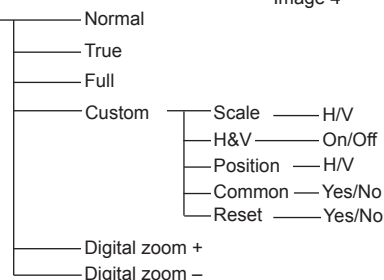 Image 4
Normal
True
Full
Custom Scale H/V
H&V On/Off
Position H/V
Common Yes/No
Reset Yes/No
Digital zoom +
Digital zoom –